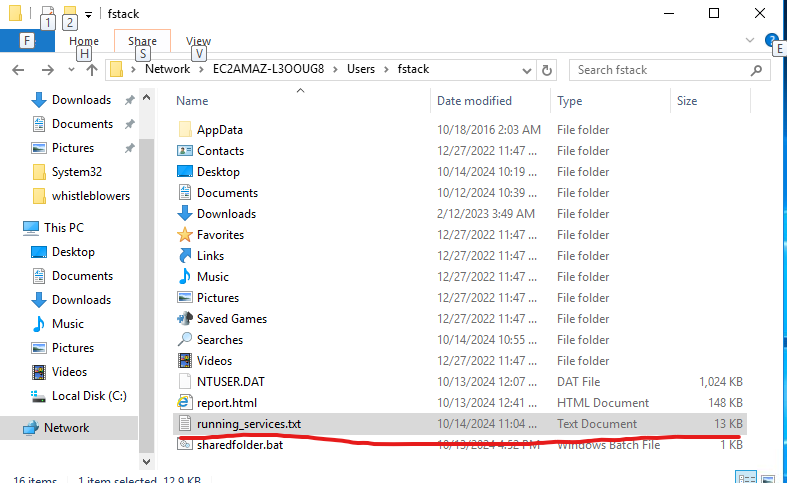 1 2 fstack
F Home Share View E
H S V
Network EC2AMAZ-L3OOUG8 Users fstack Search fstack
Name Date modified Type Size
Downloads
Documents
Pictures
System32
whistleblowers
This PC
Desktop
Documents
Downloads
Music
Pictures
Videos
Local Disk (C:)
Network
AppData 10/18/2016 2:03 AM File folder
Contacts 12/27/2022 11:47 ... File folder
Desktop 10/14/2024 10:19 ... File folder
Documents 10/12/2024 10:39 ... File folder
Downloads 2/12/2023 3:49 AM File folder
Favorites 12/27/2022 11:47 ... File folder
Links 12/27/2022 11:47 ... File folder
Music 12/27/2022 11:47 ... File folder
Pictures 12/27/2022 11:47 ... File folder
Saved Games 12/27/2022 11:47 ... File folder
Searches 10/14/2024 10:55 ... File folder
Videos 12/27/2022 11:47 ... File folder
NTUSER.DAT 10/13/2024 12:07 ... DAT File 1,024 KB
report.html 10/13/2024 12:41 ... HTML Document 148 KB
running_services.txt 10/14/2024 11:04 ... Text Document 13 KB
sharedfolder.bat 10/13/2024 4:52 PM Windows Batch File 1 KB
16 items 1 item selected 12.9 KB